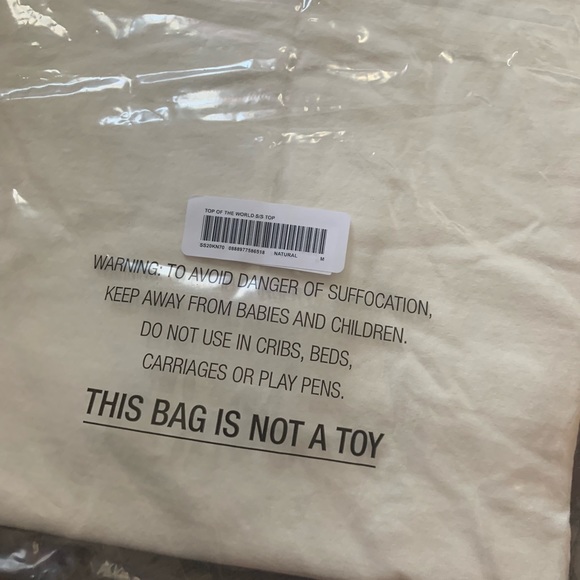 TOP OF THE WORLD S/S TOP
SS20KN70 NATURAL M
WARNING: TO AVOID DANGER OF SUFFOCATION,
KEEP AWAY FROM BABIES AND CHILDREN.
DO NOT USE IN CRIBS, BEDS,
CARRIAGES OR PLAY PENS.
THIS BAG IS NOT A TOY